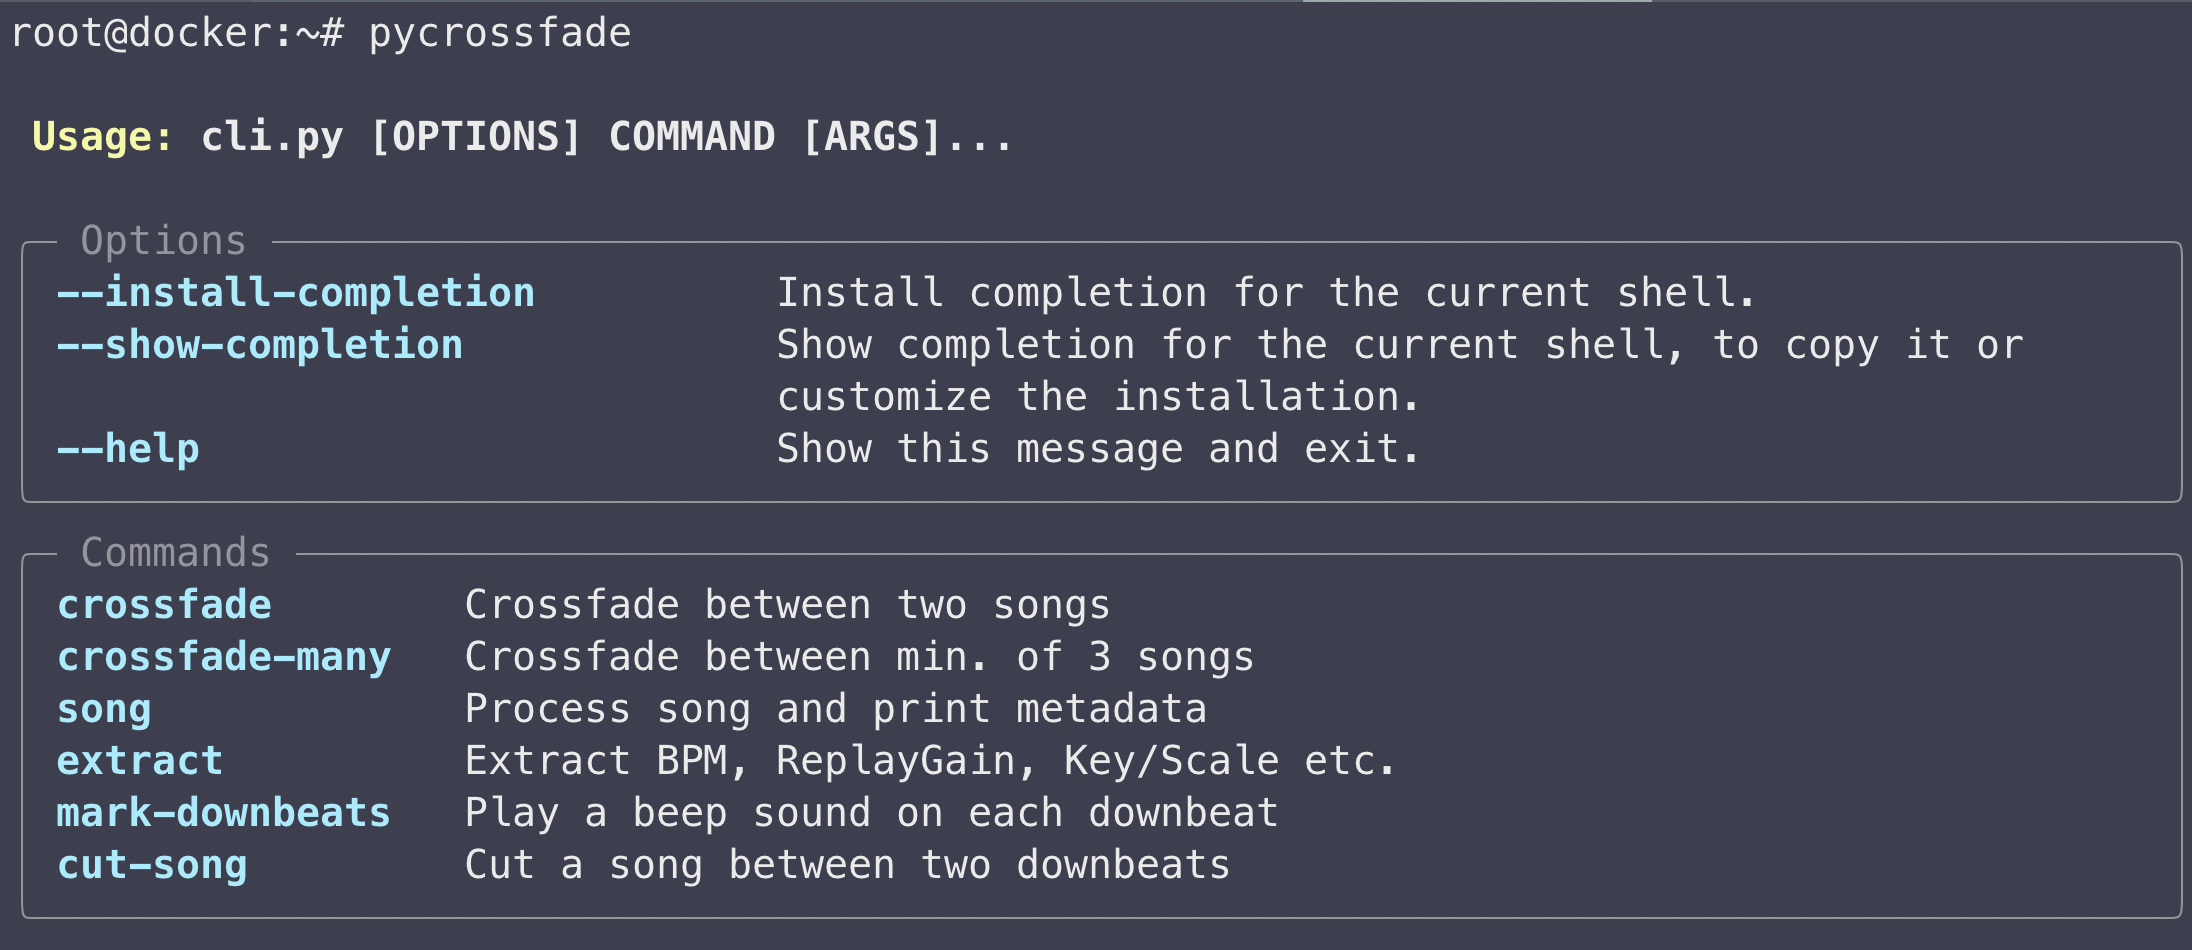 root@docker:~# pycrossfade
Usage: cli.py [OPTIONS] COMMAND [ARGS]...
Options
--install-completion Install completion for the current shell.
--show-completion Show completion for the current shell, to copy it or
customize the installation.
--help Show this message and exit.
Commands
crossfade Crossfade between two songs
crossfade-many Crossfade between min. of 3 songs
song Process song and print metadata
extract Extract BPM, ReplayGain, Key/Scale etc.
mark-downbeats Play a beep sound on each downbeat
cut-song Cut a song between two downbeats